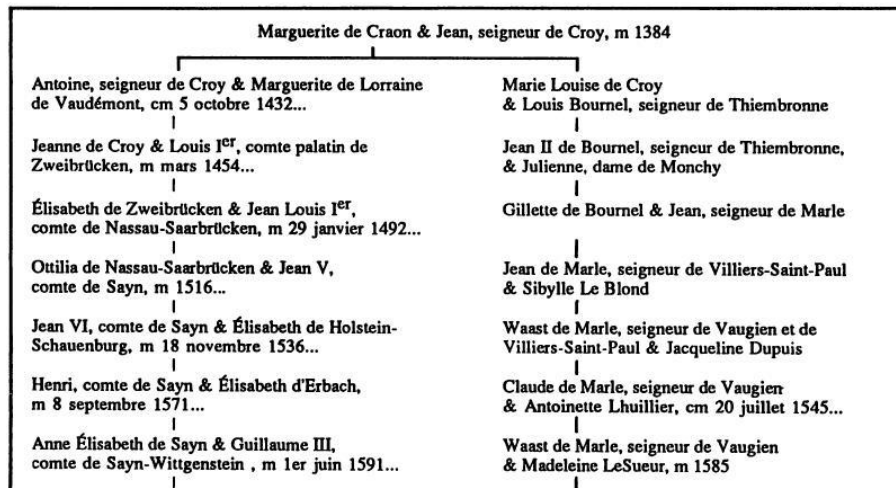 Marguerite de Craon & Jean, seigneur de Croy, m 1384
Antoine, seigneur de Croy & Marguerite de Lorraine
de Vaudémont, cm 5 octobre 1432...
Jeanne de Croy & Louis Ier, comte palatin de
Zweibrücken, m mars 1454...
Élisabeth de Zweibrücken & Jean Louis Ier,
comte de Nassau-Saarbrücken, m 29 janvier 1492...
Ottilia de Nassau-Saarbrücken & Jean V,
comte de Sayn, m 1516...
Jean VI, comte de Sayn & Élisabeth de Holstein-
Schauenburg, m 18 novembre 1536...
Henri, comte de Sayn & Élisabeth d'Erbach,
m 8 septembre 1571...
Anne Élisabeth de Sayn & Guillaume III,
comte de Sayn-Wittgenstein , m 1er juin 1591...
Marie Louise de Croy
& Louis Bournel, seigneur de Thiembronne
Jean II de Bournel, seigneur de Thiembronne,
& Julienne, dame de Monchy
Gillette de Bournel & Jean, seigneur de Marle
Jean de Marle, seigneur de Villiers-Saint-Paul
& Sibylle Le Blond
Waast de Marle, seigneur de Vaugien et de
Villiers-Saint-Paul & Jacqueline Dupuis
Claude de Marle, seigneur de Vaugien
& Antoinette Lhuillier, cm 20 juillet 1545...
Waast de Marle, seigneur de Vaugien
& Madeleine LeSueur, m 1585